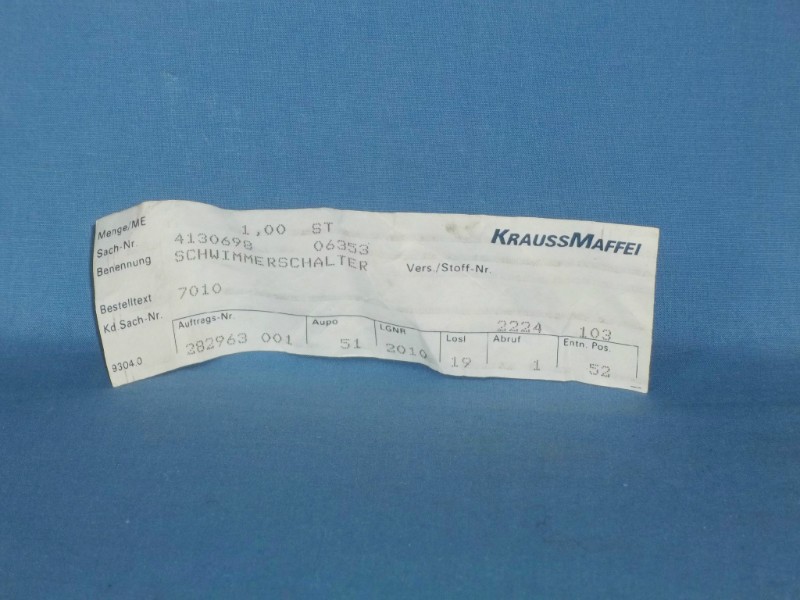 Menge/ME 1,00 ST KRAUSSMAFFEI
Sach-Nr. 4130698 06353
Benennung SCHWIMMERSCHALTER Vers./Stoff-Nr.
Bestelltext 7010
Kd.Sach-Nr. 2224 103
Auftrags-Nr. Aupo LGNR Losl Abruf Entn. Pos.
9304.0 282963 001 51 2010 19 1 52